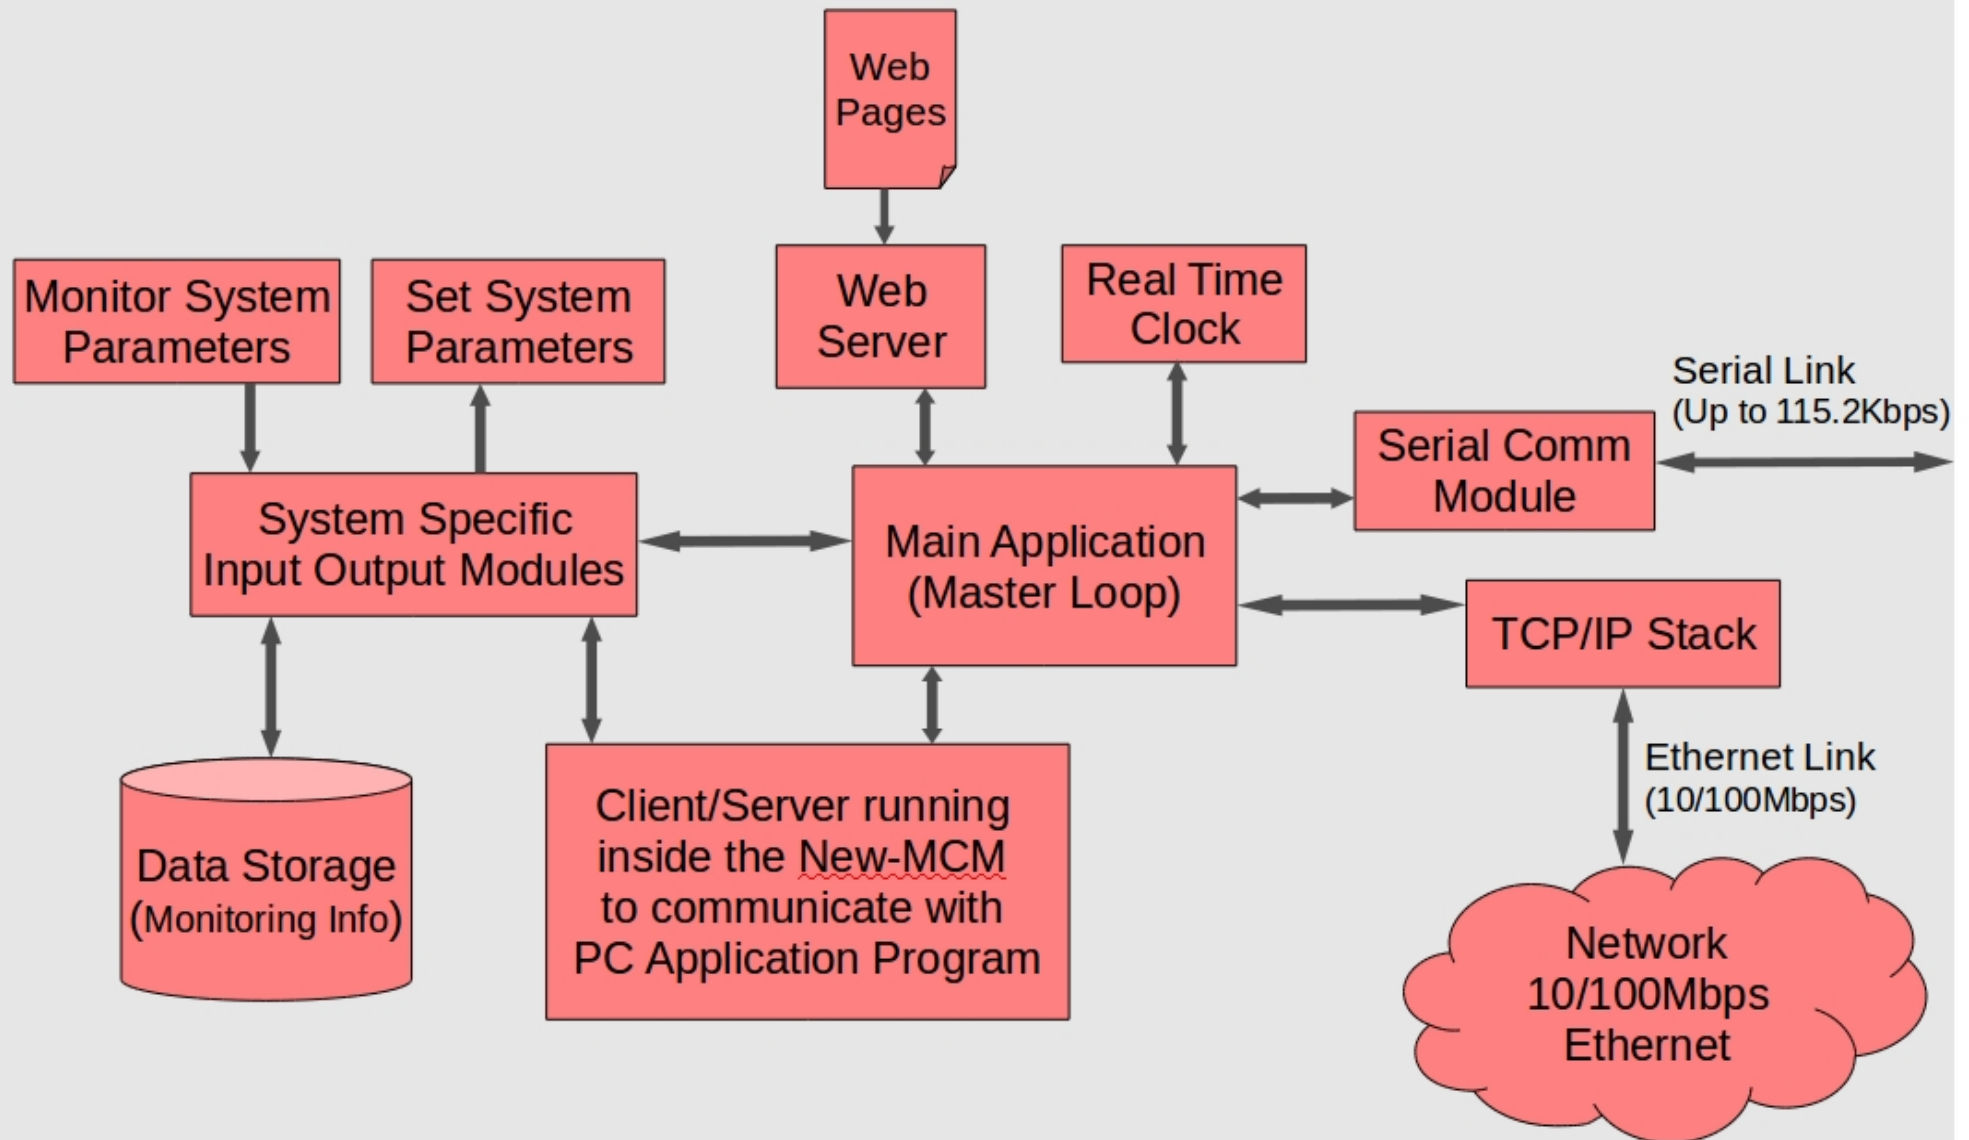 Web
Pages
Monitor System
Parameters
Set System
Parameters
Web
Server
Real Time
Clock
Serial Link
(Up to 115.2Kbps)
Serial Comm
Module
System Specific
Input Output Modules
Main Application
(Master Loop)
TCP/IP Stack
Ethernet Link
(10/100Mbps)
Data Storage
(Monitoring Info)
Client/Server running
inside the New-MCM
to communicate with
PC Application Program
Network
10/100Mbps
Ethernet